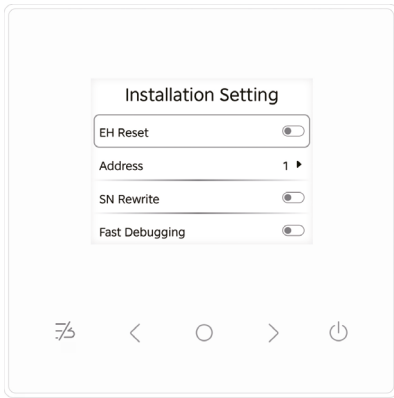 Installation Setting
EH Reset
Address 1
SN Rewrite
Fast Debugging